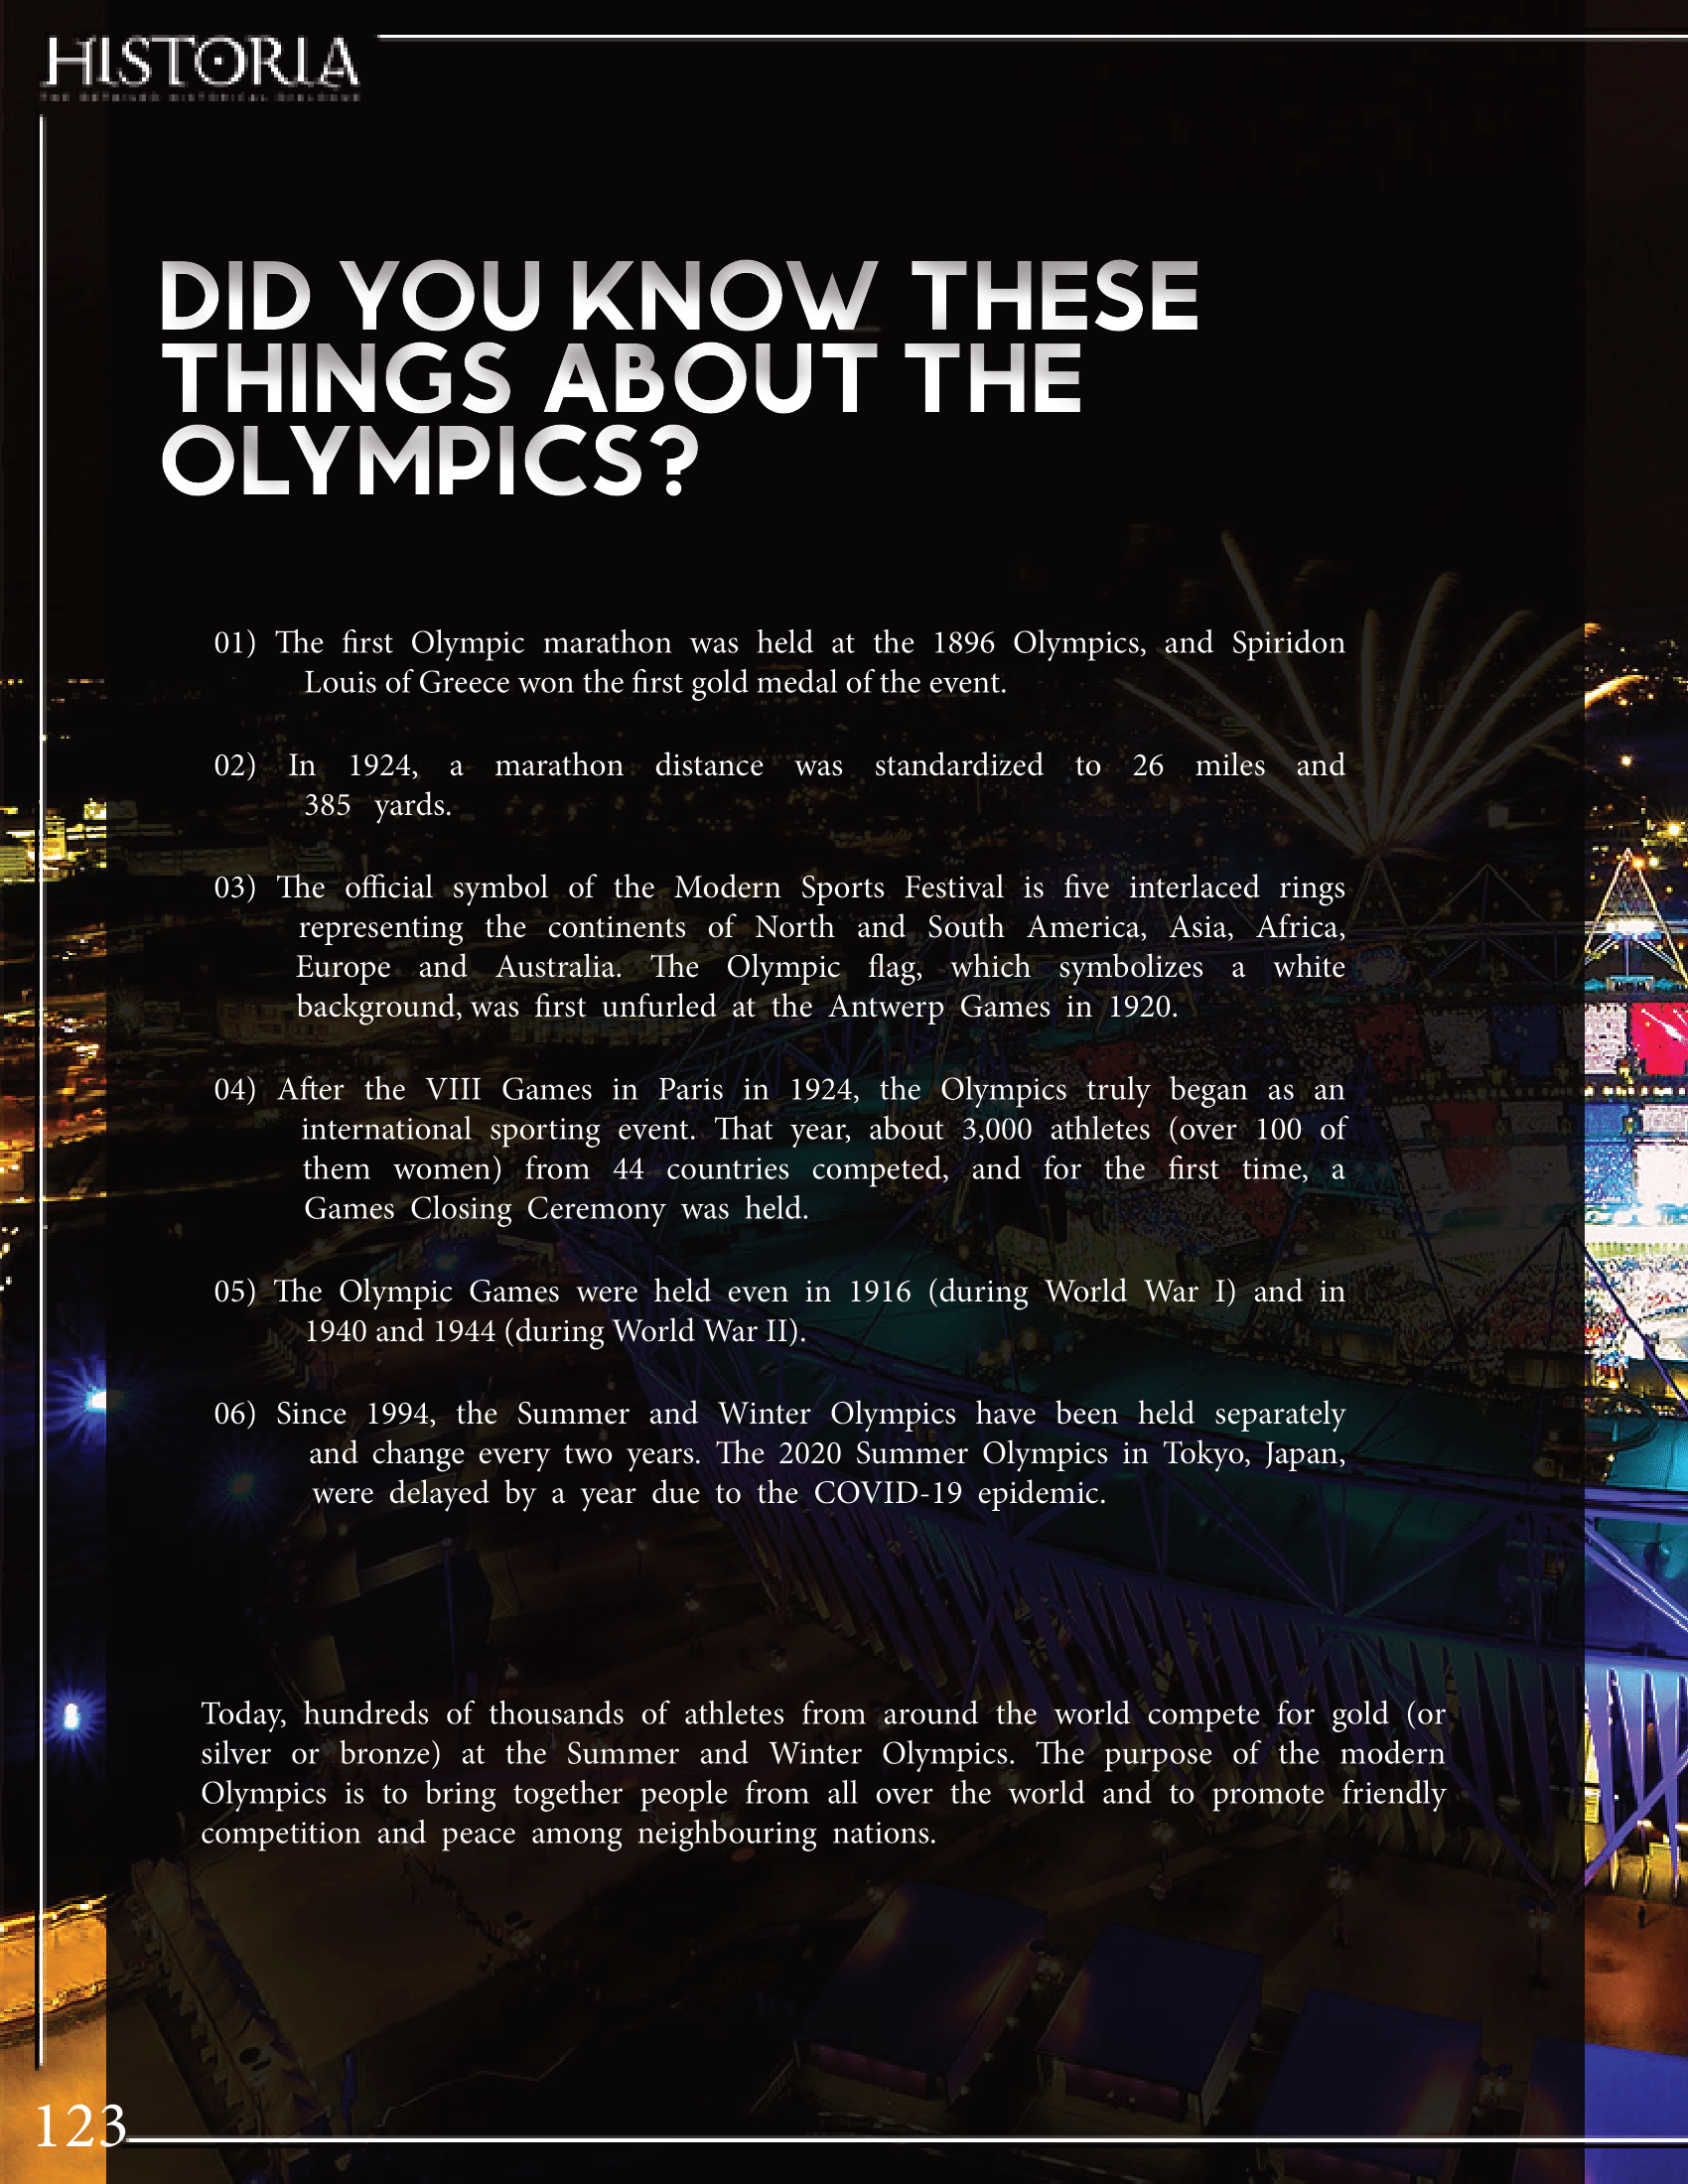 HISTORIA
DID YOU KNOW THESE
THINGS ABOUT THE
OLYMPICS?
01) The first Olympic marathon was held at the 1896 Olympics, and Spiridon
Louis of Greece won the first gold medal of the event.
02) In 1924, a marathon distance was standardized to 26 miles and
385 yards.
03) The official symbol of the Modern Sports Festival is five interlaced rings
representing the continents of North and South America, Asia, Africa,
Europe and Australia. The Olympic flag, which symbolizes a white
background, was first unfurled at the Antwerp Games in 1920.
04) After the VIII Games in Paris in 1924, the Olympics truly began as an
international sporting event. That year, about 3,000 athletes (over 100 of
them women) from 44 countries competed, and for the first time, a
Games Closing Ceremony was held.
05) The Olympic Games were held even in 1916 (during World War I) and in
1940 and 1944 (during World War II).
06) Since 1994, the Summer and Winter Olympics have been held separately
and change every two years. The 2020 Summer Olympics in Tokyo, Japan,
were delayed by a year due to the COVID-19 epidemic.
Today, hundreds of thousands of athletes from around the world compete for gold (or
silver or bronze) at the Summer and Winter Olympics. The purpose of the modern
Olympics is to bring together people from all over the world and to promote friendly
competition and peace among neighbouring nations.
123